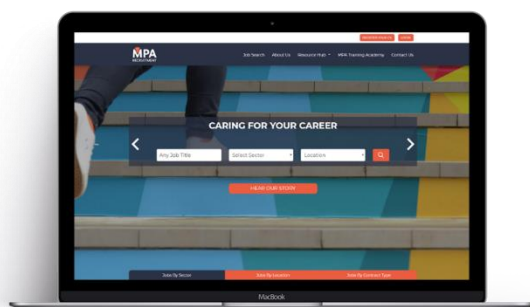 LOGIN
MPA
RECRUITMENT
Job Search About Us Resource Hub MPA Training Academy Contact Us
CARING FOR YOUR CAREER
Any Job Title Select Sector Location
HEAR OUR STORY
Jobs By Sector Jobs By Location Jobs By Contract Type
MacBook